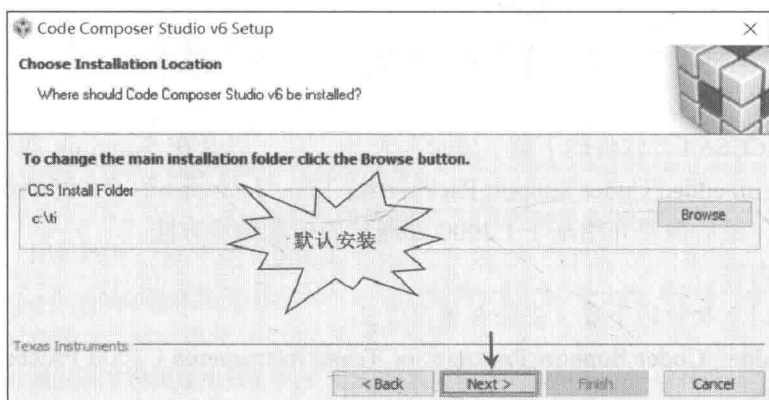 Code Composer Studio v6 Setup
Choose Installation Location
Where should Code Composer Studio v6 be installed?
To change the main installation folder click the Browse button.
CCS Install Folder
c:\ti
Browse
默认安装
Texas Instruments
< Back
Next >
Finish
Cancel